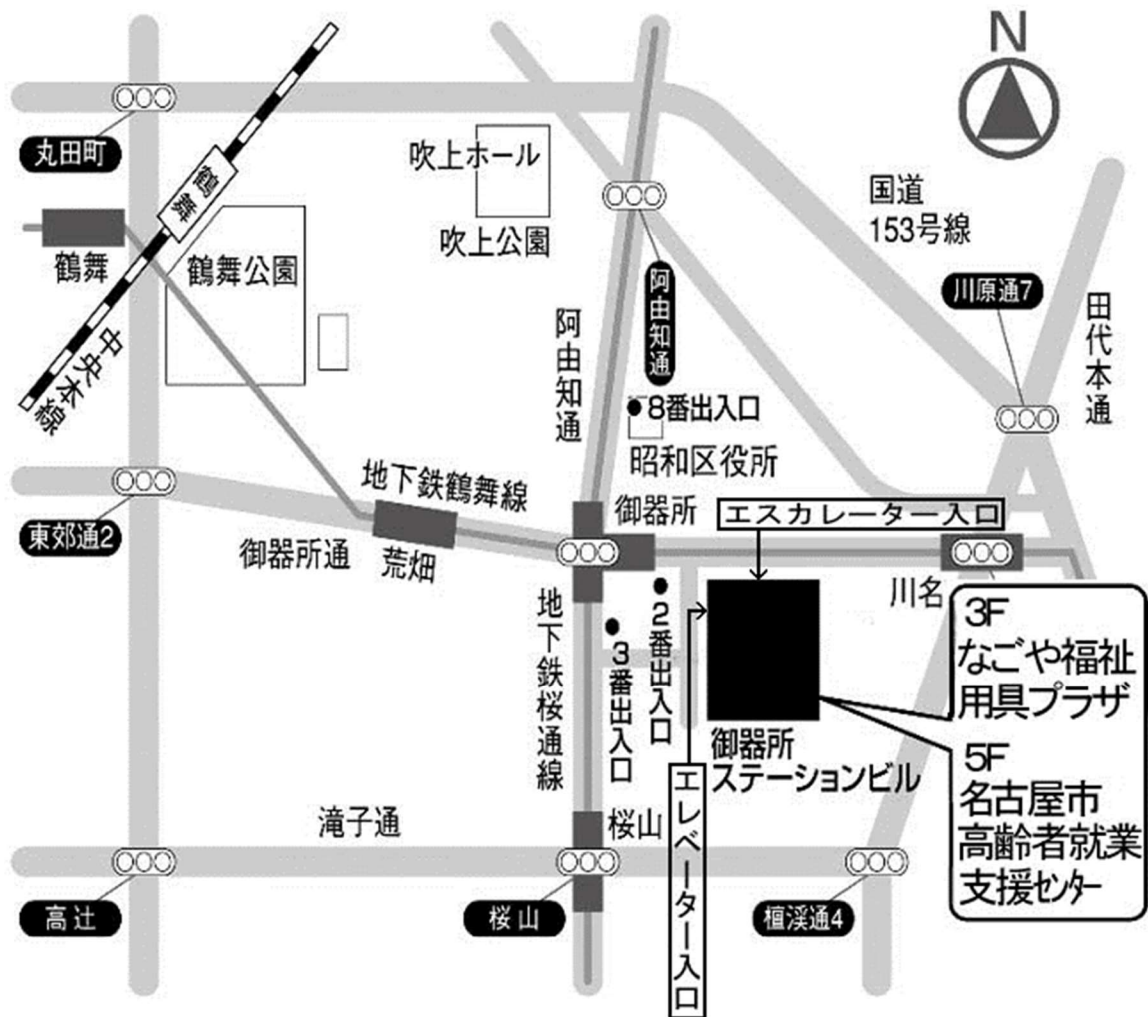 N
丸田町
鶴舞
鶴舞
鶴舞公園
中央本線
吹上ホール
吹上公園
国道
153号線
阿由知通
川原通7
田代本通
阿由知通
8番出入口
昭和区役所
地下鉄鶴舞線
御器所
エスカレーター入口
東郊通2
御器所通
荒畑
川名
地下鉄桜通線
2番出入口
3番出入口
御器所
ステーションビル
エレベーター入口
3F
なごや福祉
用具プラザ
5F
名古屋市
高齢者就業
支援センター
滝子通
桜山
高辻
桜山
檀渓通4